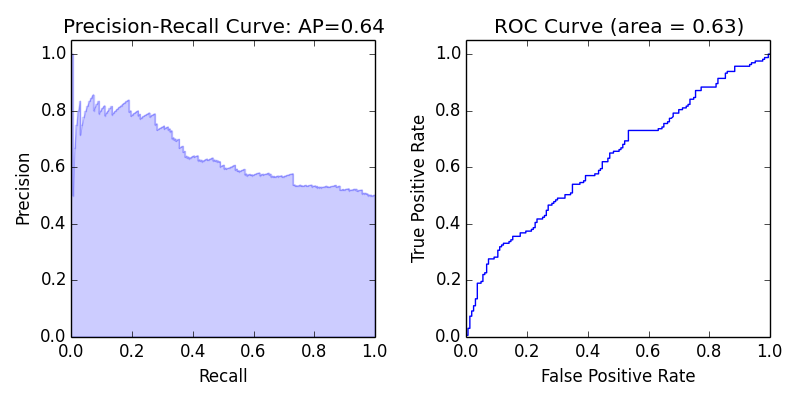 Precision-Recall Curve: AP=0.64
1.0
0.8
0.6
0.4
0.2
0.0
0.0 0.2 0.4 0.6 0.8 1.0
Precision
Recall
ROC Curve (area = 0.63)
1.0
0.8
0.6
0.4
0.2
0.0
0.0 0.2 0.4 0.6 0.8 1.0
True Positive Rate
False Positive Rate